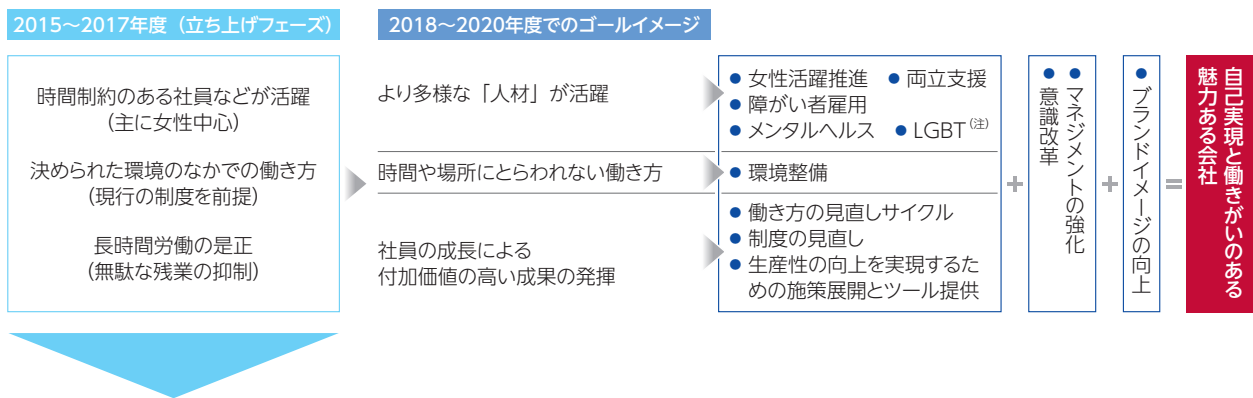 2015～2017年度（立ち上げフェーズ）
2018～2020年度でのゴールイメージ
時間制約のある社員などが活躍
(主に女性中心)
決められた環境のなかでの働き方
(現行の制度を前提)
長時間労働の是正
(無駄な残業の抑制)
より多様な「人材」が活躍
● 女性活躍推進　● 両立支援
● 障がい者雇用
● メンタルヘルス　● LGBT(注)
時間や場所にとらわれない働き方
● 環境整備
社員の成長による
付加価値の高い成果の発揮
● 働き方の見直しサイクル
● 制度の見直し
● 生産性の向上を実現するた
めの施策展開とツール提供
+
● マネジメントの強化
● 意識改革
+
● ブランドイメージの向上
=
自己実現と働きがいのある
魅力ある会社